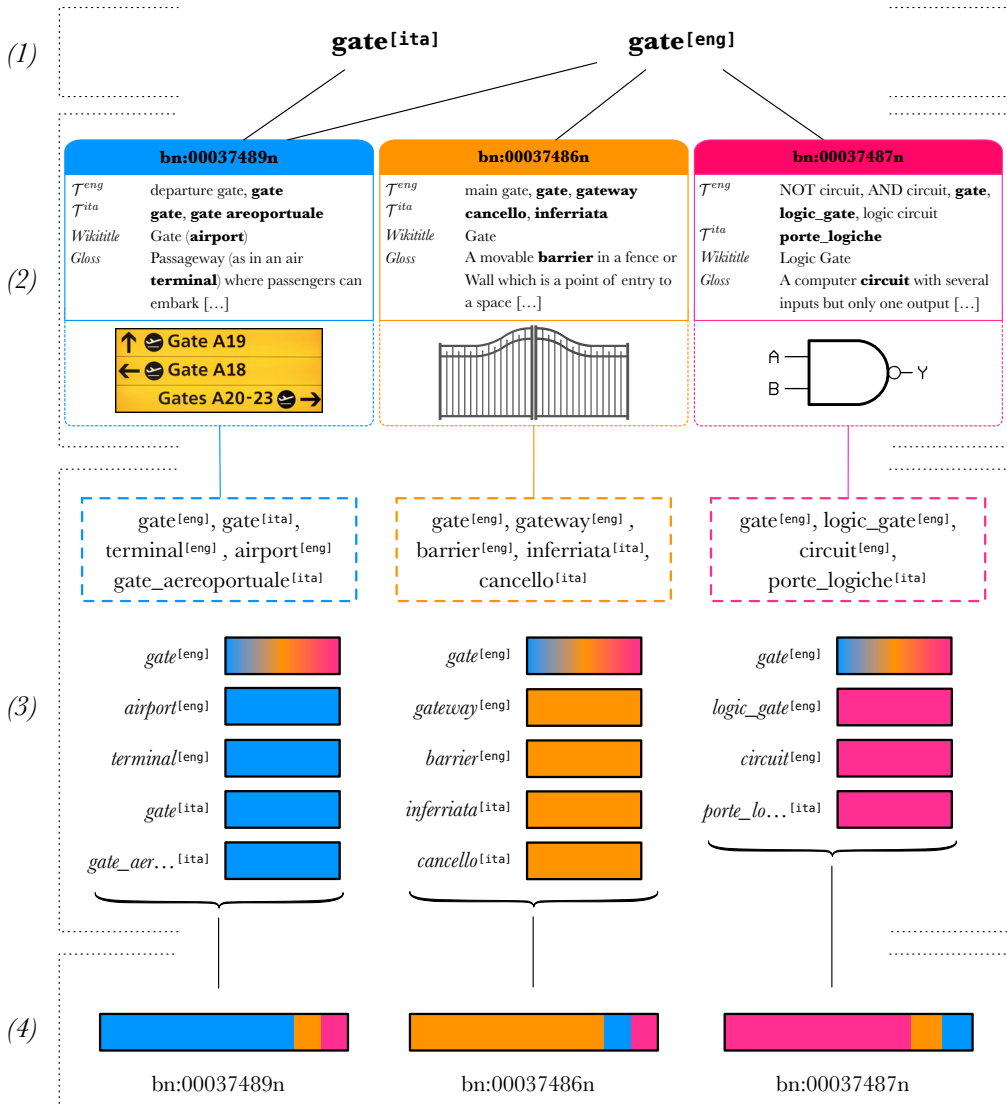 (1)
gate[ita]
gate[eng]
(2)
bn:00037489n
𝒯eng departure gate, gate
𝒯ita gate, gate areoportuale
Wikititle Gate (airport)
Gloss Passageway (as in an air
terminal) where passengers can
embark […]
Gate A19
Gate A18
Gates A20-23
bn:00037486n
𝒯eng main gate, gate, gateway
𝒯ita cancello, inferriata
Wikititle Gate
Gloss A movable barrier in a fence or
Wall which is a point of entry to
a space […]
bn:00037487n
𝒯eng NOT circuit, AND circuit, gate,
logic_gate, logic circuit
𝒯ita porte_logiche
Wikititle Logic Gate
Gloss A computer circuit with several
inputs but only one output […]
A
B
Y
(3)
gate[eng], gate[ita],
terminal[eng] , airport[eng]
gate_aereoportuale[ita]
gate[eng]
airport[eng]
terminal[eng]
gate[ita]
gate_aer…[ita]
gate[eng], gateway[eng] ,
barrier[eng], inferriata[ita],
cancello[ita]
gate[eng]
gateway[eng]
barrier[eng]
inferriata[ita]
cancello[ita]
gate[eng], logic_gate[eng],
circuit[eng],
porte_logiche[ita]
gate[eng]
logic_gate[eng]
circuit[eng]
porte_lo…[ita]
(4)
bn:00037489n
bn:00037486n
bn:00037487n